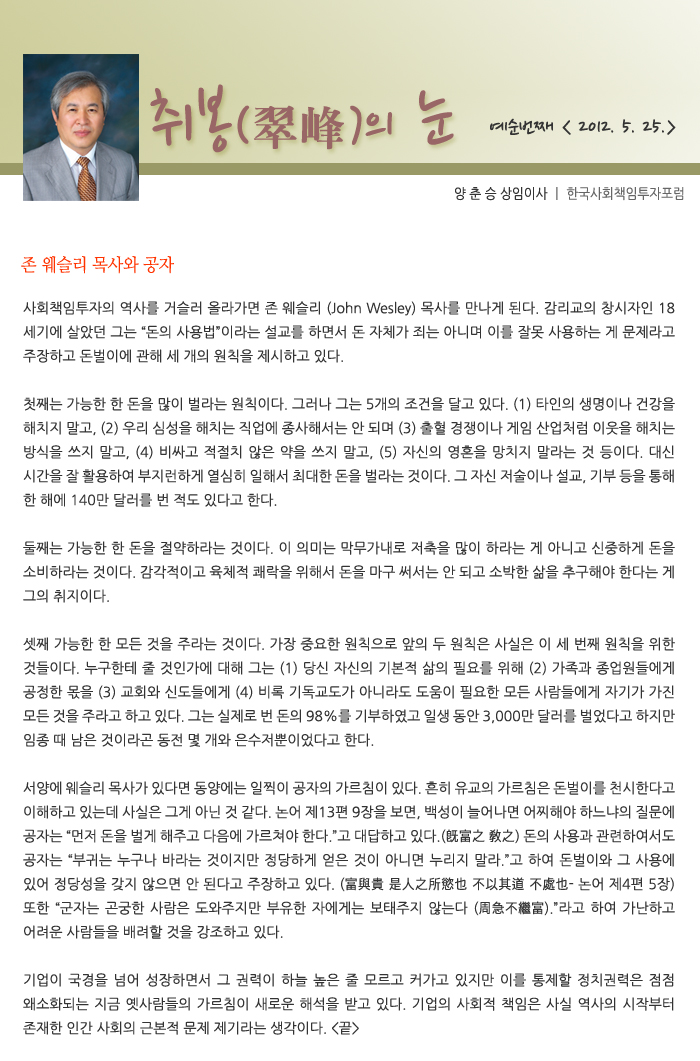 취봉(翠峰)의 눈
예순번째 < 2012. 5. 25.>
양 춘 승 상임이사 | 한국사회책임투자포럼
존 웨슬리 목사와 공자
사회책임투자의 역사를 거슬러 올라가면 존 웨슬리 (John Wesley) 목사를 만나게 된다. 감리교의 창시자인 18
세기에 살았던 그는 “돈의 사용법”이라는 설교를 하면서 돈 자체가 죄는 아니며 이를 잘못 사용하는 게 문제라고
주장하고 돈벌이에 관해 세 개의 원칙을 제시하고 있다.
첫째는 가능한 한 돈을 많이 벌라는 원칙이다. 그러나 그는 5개의 조건을 달고 있다. (1) 타인의 생명이나 건강을
해치지 말고, (2) 우리 심성을 해치는 직업에 종사해서는 안 되며 (3) 출혈 경쟁이나 게임 산업처럼 이웃을 해치는
방식을 쓰지 말고, (4) 비싸고 적절치 않은 약을 쓰지 말고, (5) 자신의 영혼을 망치지 말라는 것 등이다. 대신
시간을 잘 활용하여 부지런하게 열심히 일해서 최대한 돈을 벌라는 것이다. 그 자신 저술이나 설교, 기부 등을 통해
한 해에 140만 달러를 번 적도 있다고 한다.
둘째는 가능한 한 돈을 절약하라는 것이다. 이 의미는 막무가내로 저축을 많이 하라는 게 아니고 신중하게 돈을
소비하라는 것이다. 감각적이고 육체적 쾌락을 위해서 돈을 마구 써서는 안 되고 소박한 삶을 추구해야 한다는 게
그의 취지이다.
셋째 가능한 한 모든 것을 주라는 것이다. 가장 중요한 원칙으로 앞의 두 원칙은 사실은 이 세 번째 원칙을 위한
것들이다. 누구한테 줄 것인가에 대해 그는 (1) 당신 자신의 기본적 삶의 필요를 위해 (2) 가족과 종업원들에게
공정한 몫을 (3) 교회와 신도들에게 (4) 비록 기독교도가 아니라도 도움이 필요한 모든 사람들에게 자기가 가진
모든 것을 주라고 하고 있다. 그는 실제로 번 돈의 98%를 기부하였고 일생 동안 3,000만 달러를 벌었다고 하지만
임종 때 남은 것이라곤 동전 몇 개와 은수저뿐이었다고 한다.
서양에 웨슬리 목사가 있다면 동양에는 일찍이 공자의 가르침이 있다. 흔히 유교의 가르침은 돈벌이를 천시한다고
이해하고 있는데 사실은 그게 아닌 것 같다. 논어 제13편 9장을 보면, 백성이 늘어나면 어찌해야 하느냐의 질문에
공자는 “먼저 돈을 벌게 해주고 다음에 가르쳐야 한다.”고 대답하고 있다.(旣富之 敎之) 돈의 사용과 관련하여서도
공자는 “부귀는 누구나 바라는 것이지만 정당하게 얻은 것이 아니면 누리지 말라.”고 하여 돈벌이와 그 사용에
있어 정당성을 갖지 않으면 안 된다고 주장하고 있다. (富與貴 是人之所慾也 不以其道 不處也- 논어 제4편 5장)
또한 “군자는 곤궁한 사람은 도와주지만 부유한 자에게는 보태주지 않는다 (周急不繼富).”라고 하여 가난하고
어려운 사람들을 배려할 것을 강조하고 있다.
기업이 국경을 넘어 성장하면서 그 권력이 하늘 높은 줄 모르고 커가고 있지만 이를 통제할 정치권력은 점점
왜소화되는 지금 옛사람들의 가르침이 새로운 해석을 받고 있다. 기업의 사회적 책임은 사실 역사의 시작부터
존재한 인간 사회의 근본적 문제 제기라는 생각이다. <끝>